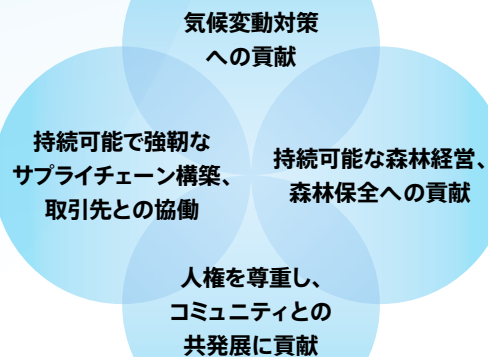 気候変動対策
への貢献
持続可能で強靭な
サプライチェーン構築、
取引先との協働
持続可能な森林経営、
森林保全への貢献
人権を尊重し、
コミュニティとの
共発展に貢献